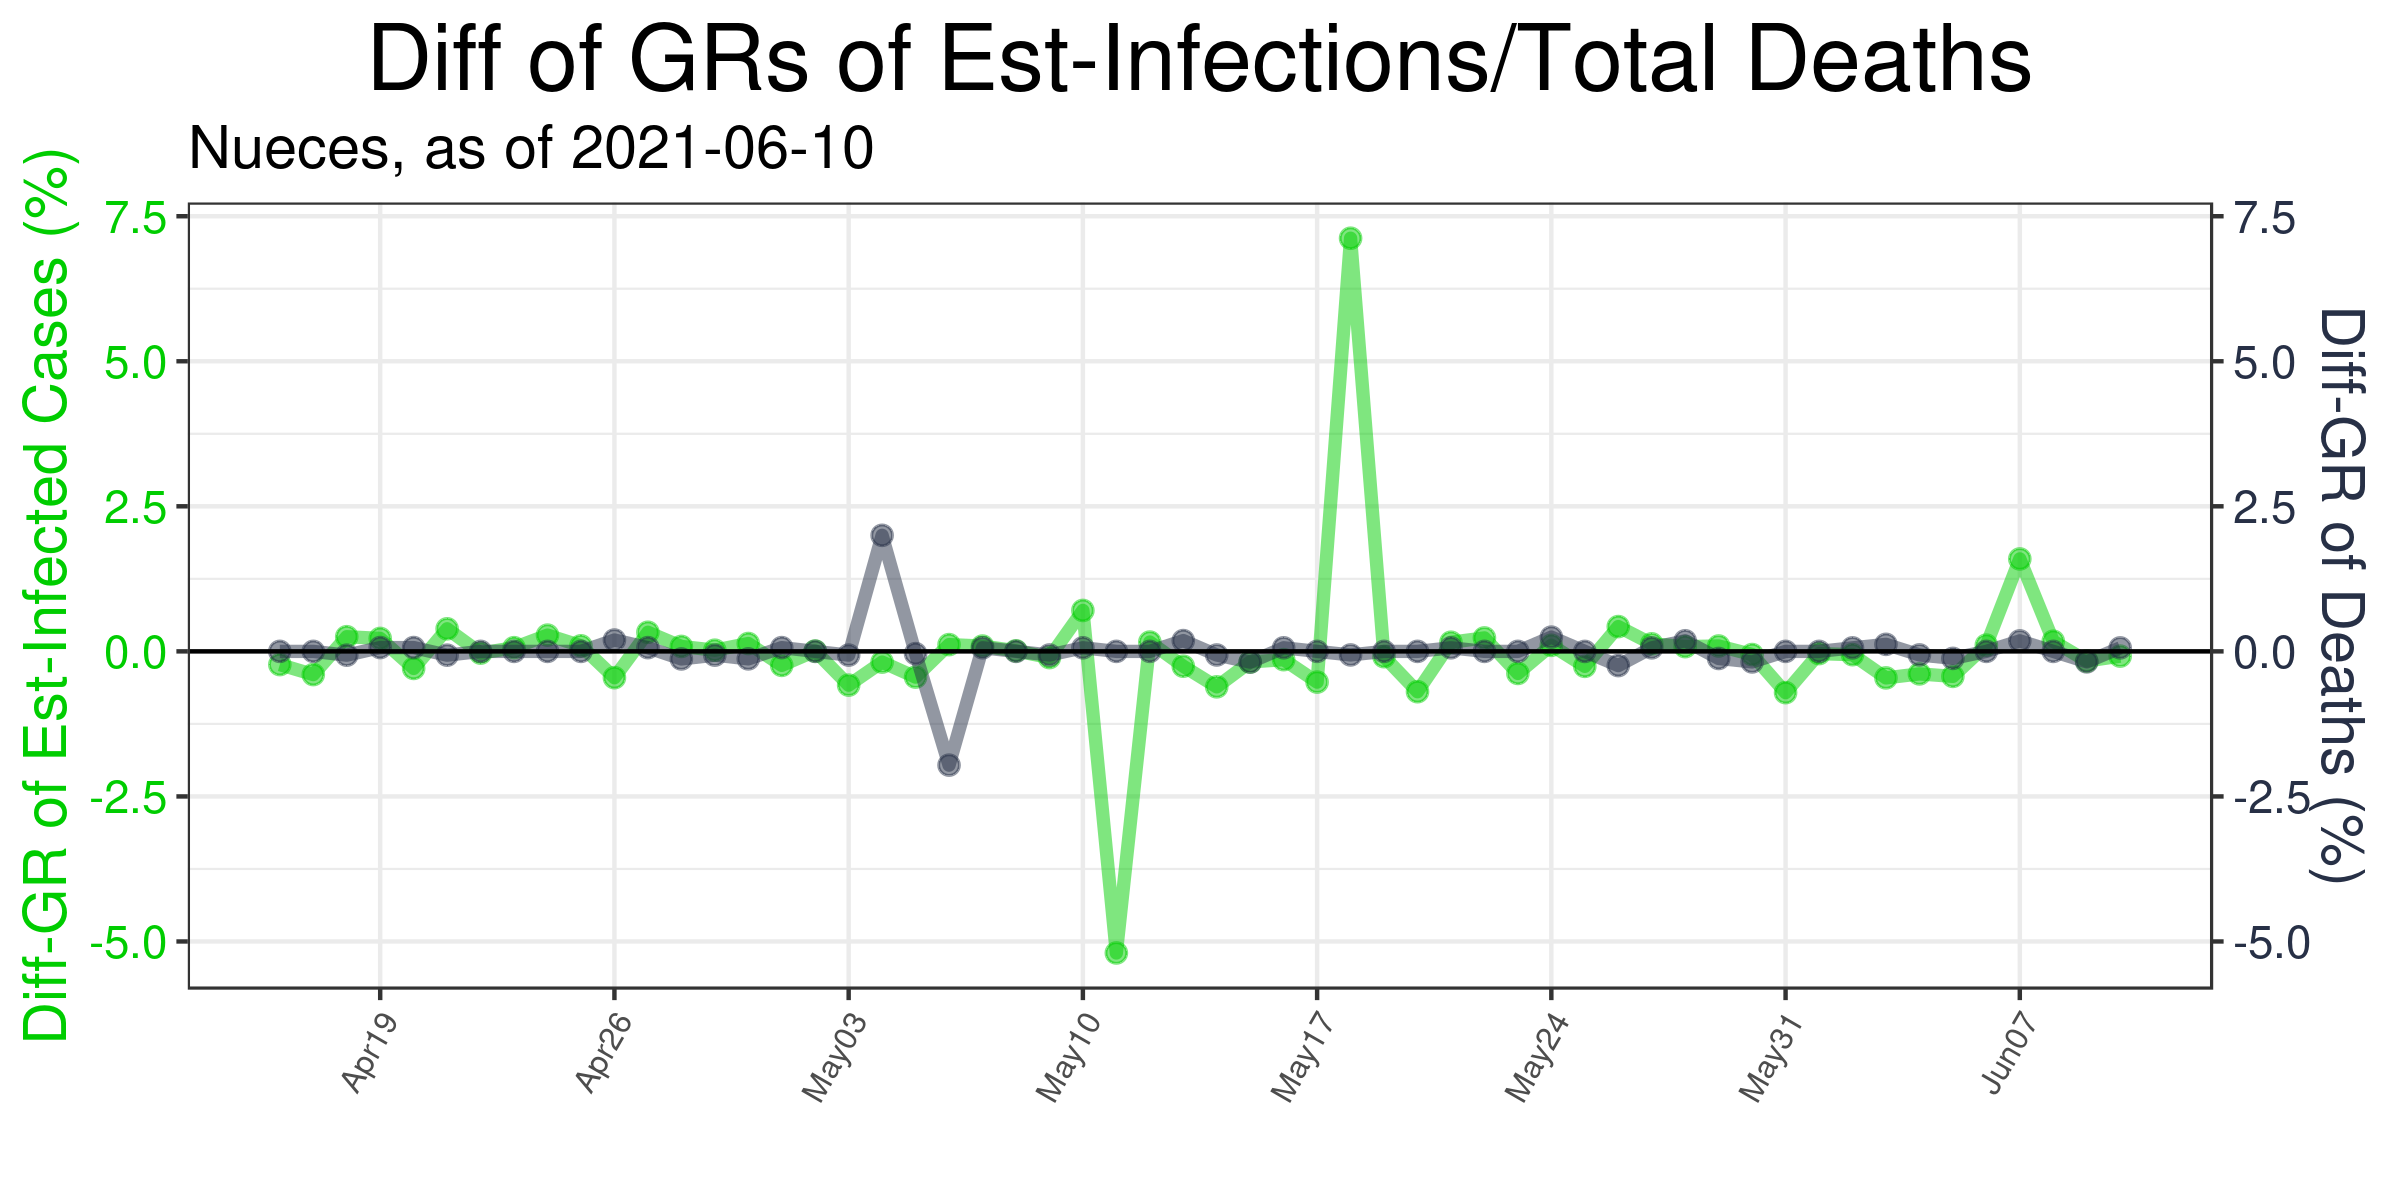 Diff of GRs of Est-Infections/Total Deaths
Nueces, as of 2021-06-10
Diff-GR of Est-Infected Cases (%)
7.5
5.0
2.5
0.0
-2.5
-5.0
7.5
5.0
2.5
0.0
-2.5
-5.0
Diff-GR of Deaths (%)
Apr19
Apr26
May03
May10
May17
May24
May31
Jun07